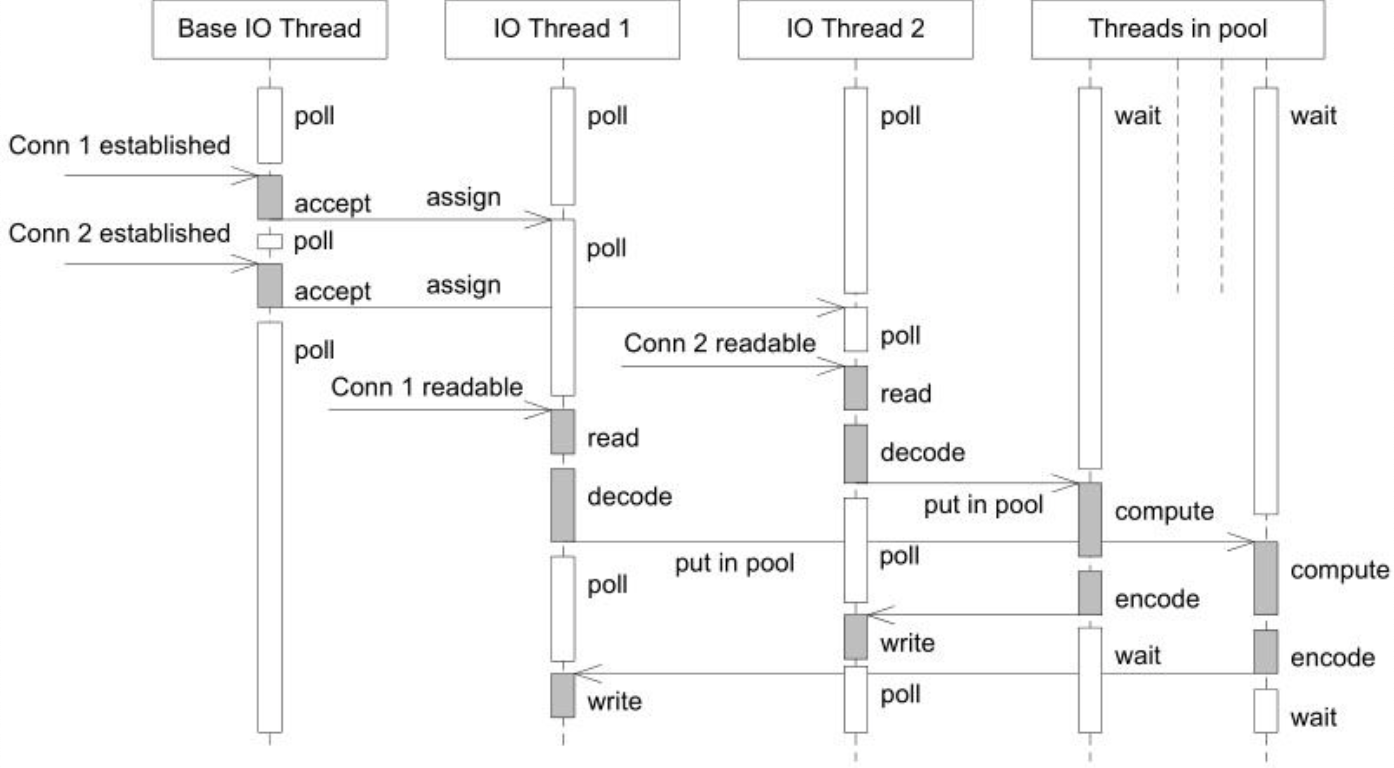 Base IO Thread
IO Thread 1
IO Thread 2
Threads in pool
poll
poll
poll
wait
wait
Conn 1 established
accept
assign
Conn 2 established
poll
poll
accept
assign
poll
Conn 2 readable
poll
Conn 1 readable
read
read
decode
decode
put in pool
compute
put in pool
poll
compute
poll
encode
write
wait
encode
write
poll
wait